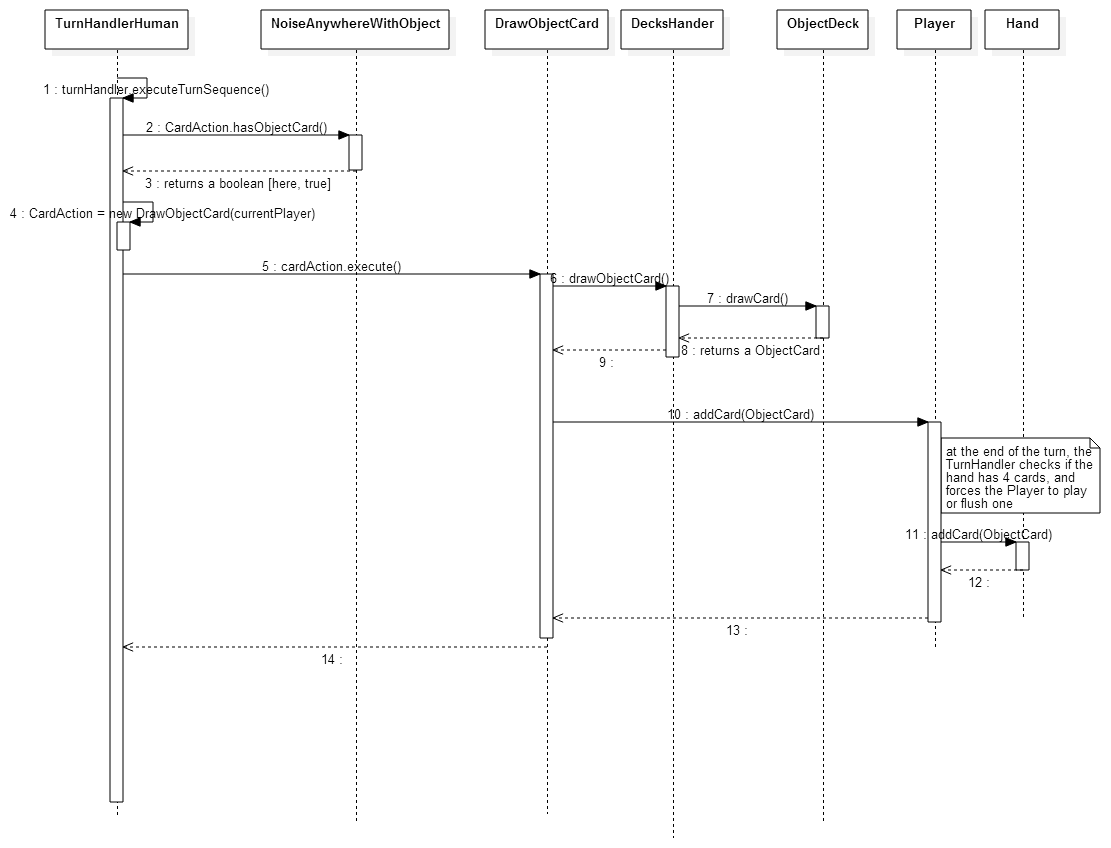 TurnHandlerHuman
NoiseAnywhereWithObject
DrawObjectCard
DecksHander
ObjectDeck
Player
Hand
1 : turnHandler.executeTurnSequence()
2 : CardAction.hasObjectCard()
3 : returns a boolean [here, true]
4 : CardAction = new DrawObjectCard(currentPlayer)
5 : cardAction.execute()
6 : drawObjectCard()
7 : drawCard()
8 : returns a ObjectCard
9 :
10 : addCard(ObjectCard)
at the end of the turn, the
TurnHandler checks if the
hand has 4 cards, and
forces the Player to play
or flush one
11 : addCard(ObjectCard)
12 :
13 :
14 :